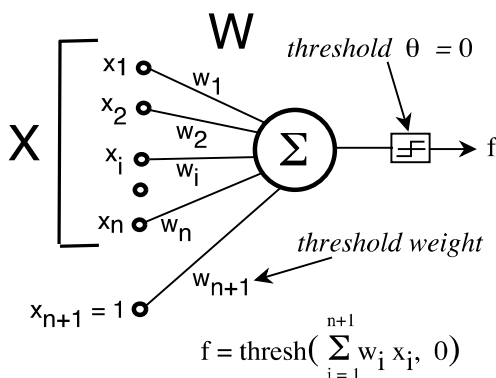 W
threshold θ = 0
X
x1
w1
x2
w2
Σ
f
xi
wi
xn
wn
threshold weight
wn+1
xn+1 = 1
n+1
f = thresh( Σ wi xi, 0)
i = 1